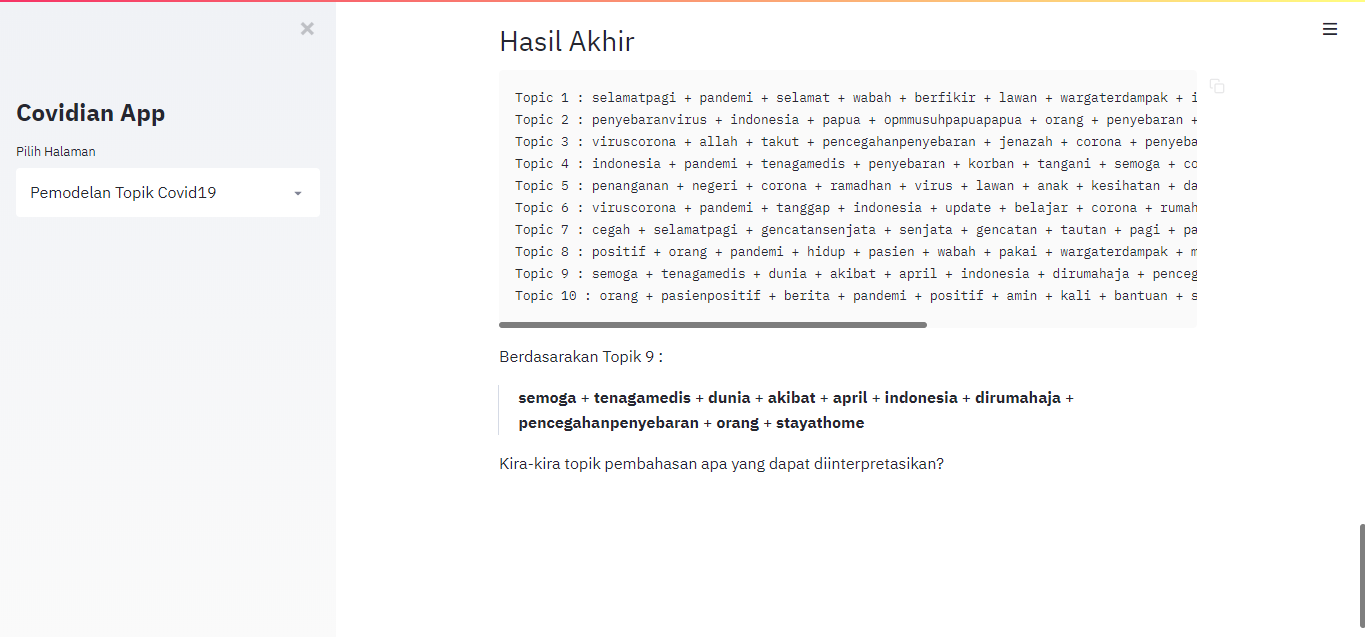 Covidian App
Pilih Halaman
Pemodelan Topik Covid19
Hasil Akhir
Topic 1 : selamatpagi + pandemi + selamat + wabah + berfikir + lawan + wargaterdampak + i
Topic 2 : penyebaranvirus + indonesia + papua + opmmusuhpapuapapua + orang + penyebaran +
Topic 3 : viruscorona + allah + takut + pencegahanpenyebaran + jenazah + corona + penyeba
Topic 4 : indonesia + pandemi + tenagamedis + penyebaran + korban + tangani + semoga + co
Topic 5 : penanganan + negeri + corona + ramadhan + virus + lawan + anak + kesihatan + da
Topic 6 : viruscorona + pandemi + tanggap + indonesia + update + belajar + corona + rumah
Topic 7 : cegah + selamatpagi + gencatansenjata + senjata + gencatan + tautan + pagi + pa
Topic 8 : positif + orang + pandemi + hidup + pasien + wabah + pakai + wargaterdampak + m
Topic 9 : semoga + tenagamedis + dunia + akibat + april + indonesia + dirumahaja + penceg
Topic 10 : orang + pasienpositif + berita + pandemi + positif + amin + kali + bantuan + s
Berdasarakan Topik 9 :
semoga + tenagamedis + dunia + akibat + april + indonesia + dirumahaja +
pencegahanpenyebaran + orang + stayathome
Kira-kira topik pembahasan apa yang dapat diinterpretasikan?